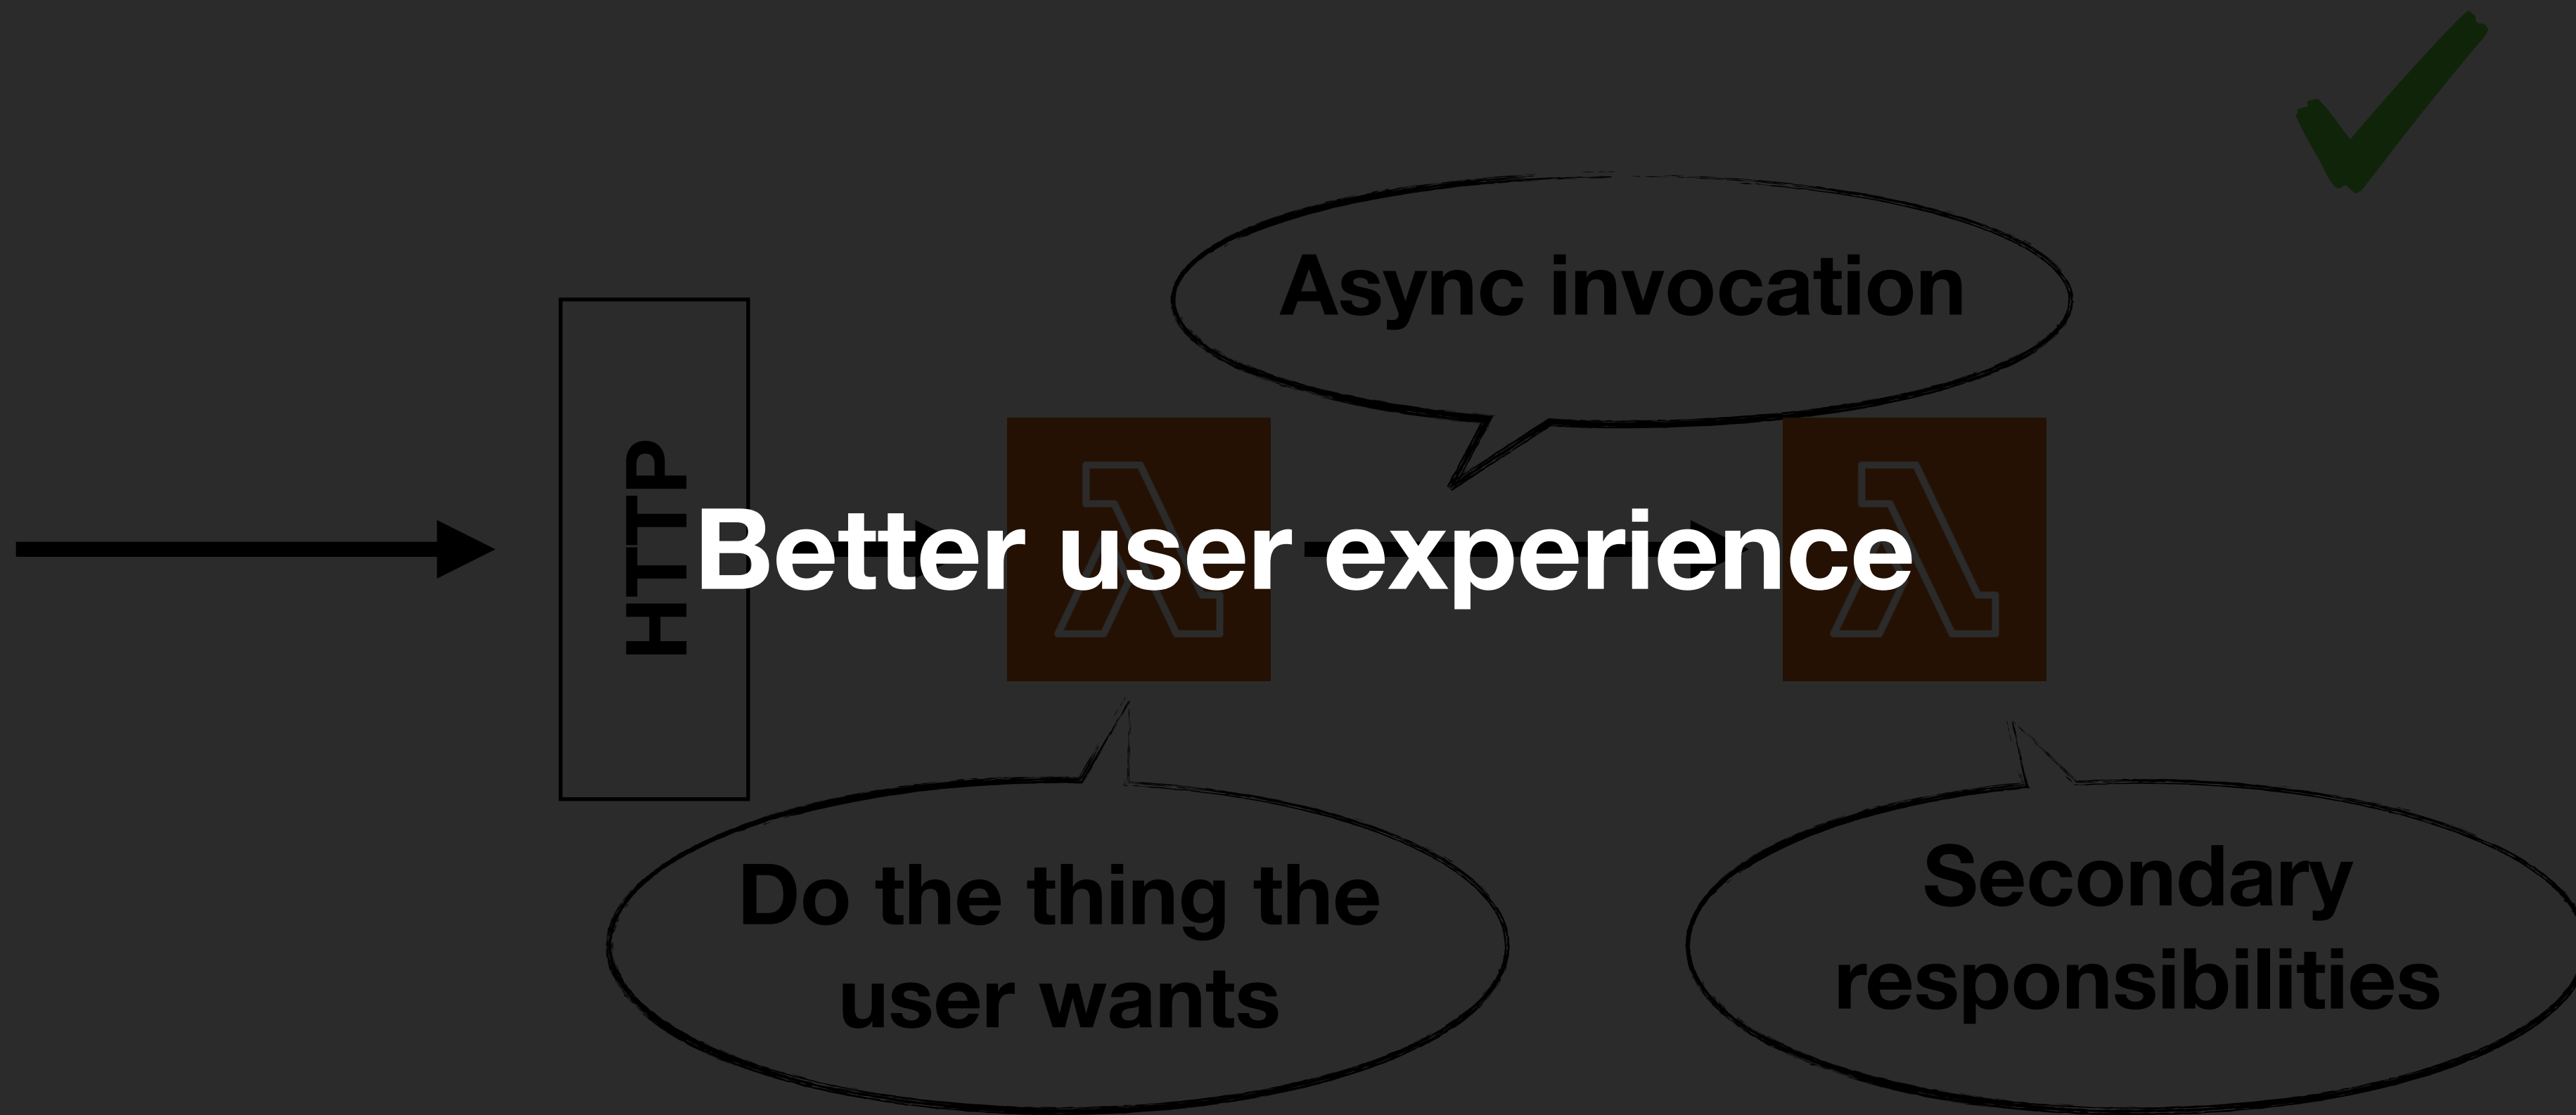 Async invocation
HTTP
Better user experience
Do the thing the
user wants
Secondary
responsibilities